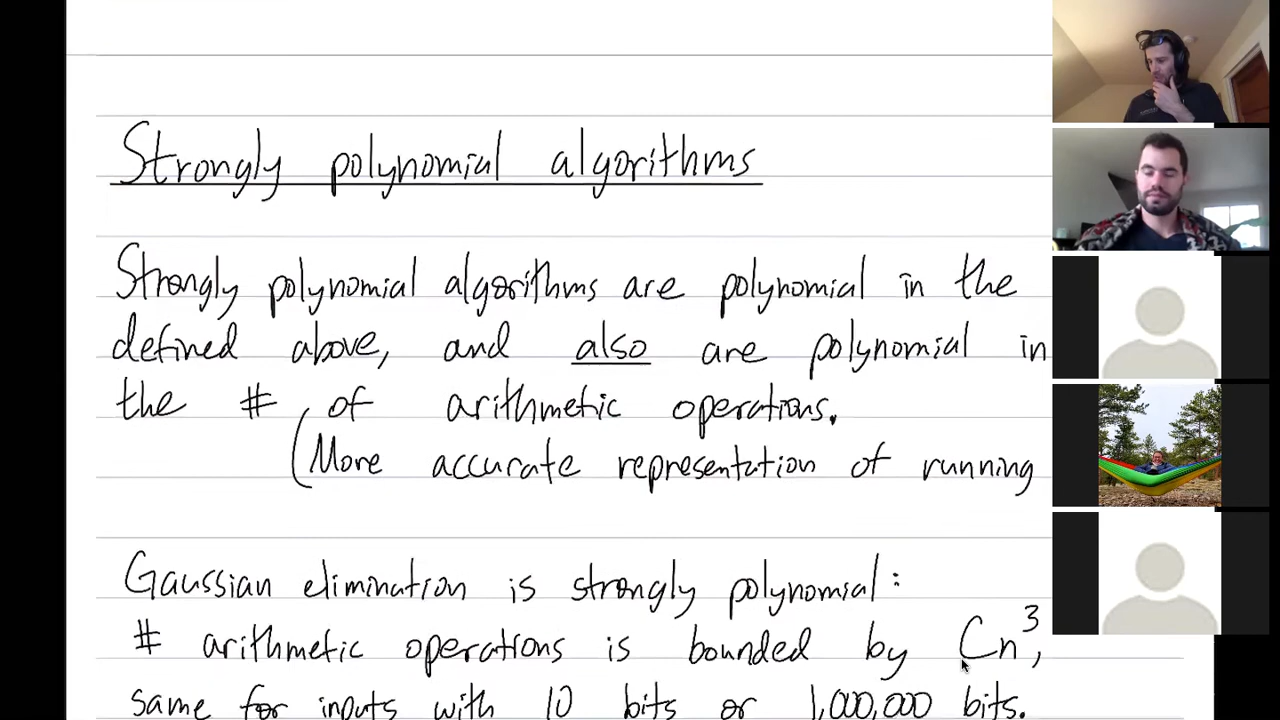 Strongly polynomial algorithms
Strongly polynomial algorithms are polynomial in the
defined above, and also are polynomial in
the # of arithmetic operations.
(More accurate representation of running
Gaussian elimination is strongly polynomial:
# arithmetic operations is bounded by Cn³,
same for inputs with 10 bits or 1,000,000 bits.